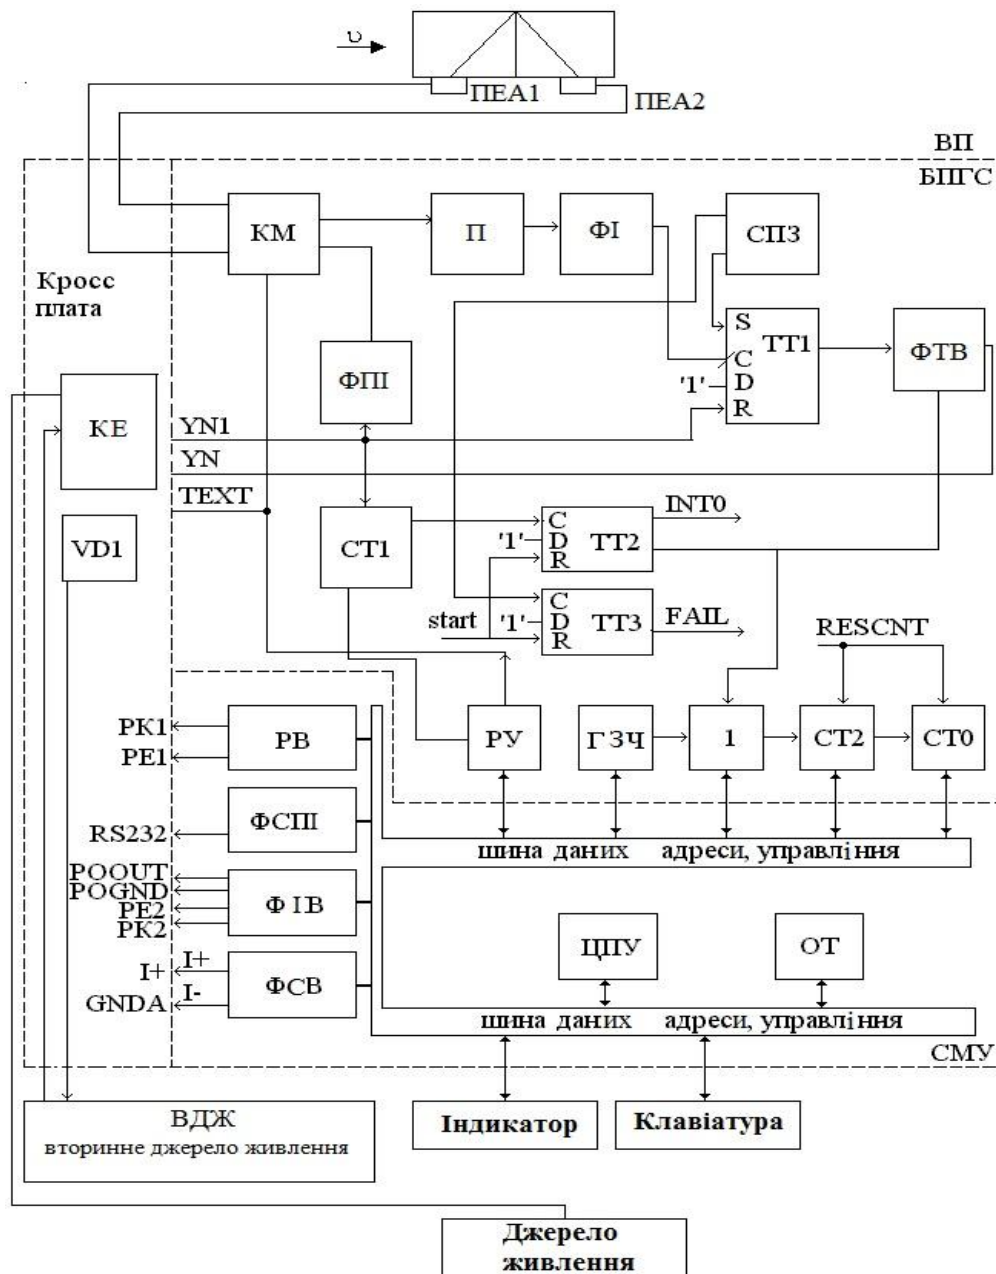 υ
ПЕА1
ПЕА2
ВП
БПГС
КМ
П
ФІ
СПЗ
Кросс
плата
S
C
D
R
ТТ1
'1'
ФТВ
ФПІ
КЕ
YN1
YN
TEXT
VD1
СТ1
C
D
R
ТТ2
'1'
INT0
C
D
R
ТТ3
'1'
start
FAIL
RESCNT
РК1
РЕ1
РВ
РУ
ГЗЧ
1
СТ2
СТ0
RS232
ФСПІ
шина даних адреси, управління
POOUT
POGND
PE2
PK2
ФІВ
ЦПУ
ОТ
I+
I+
GNDA
I-
ФСВ
шина даних адреси, управління
СМУ
ВДЖ
вторинне джерело живлення
Індикатор
Клавіатура
Джерело
живлення